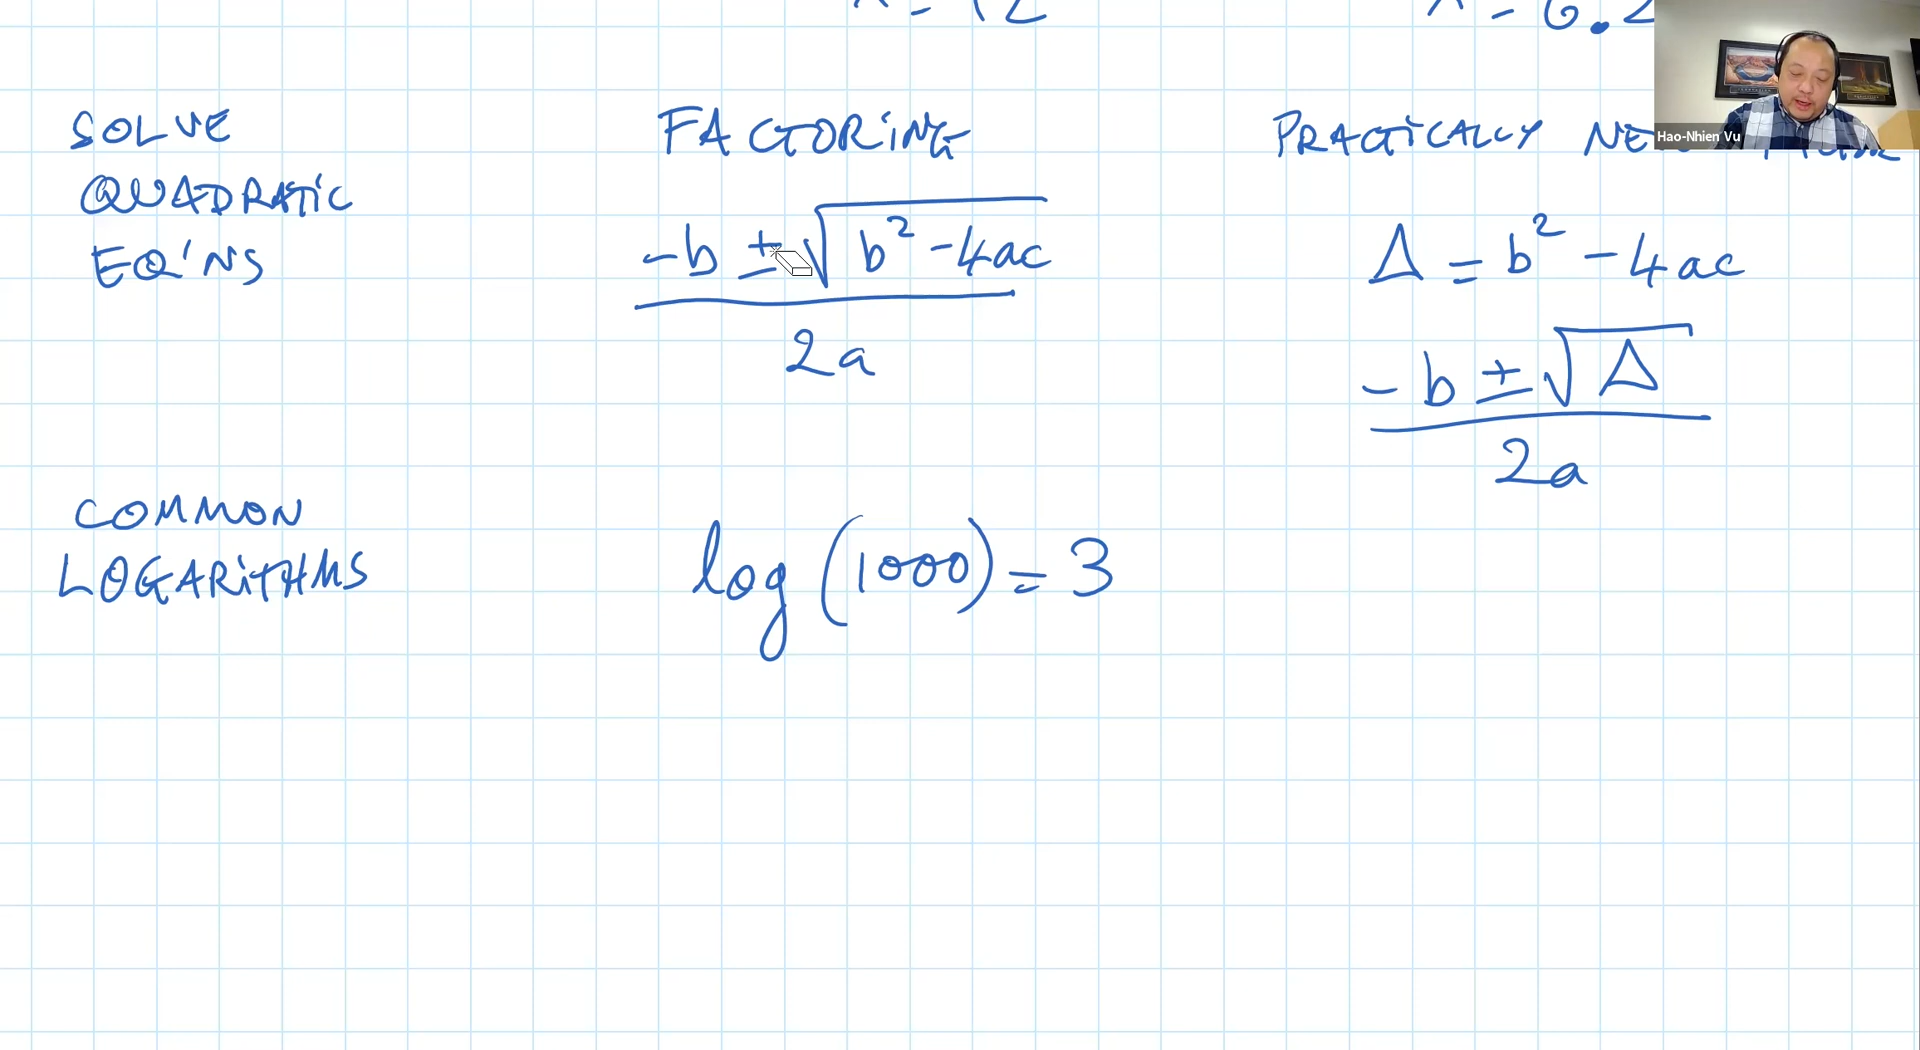 SOLVE
QUADRATIC
EQ'NS
FACTORING
-b ± √(b² - 4ac)
2a
PRACTICALLY
Δ = b² - 4ac
-b ± √Δ
2a
COMMON
LOGARITHMS
log (1000) = 3
Hao-Nhien Vu